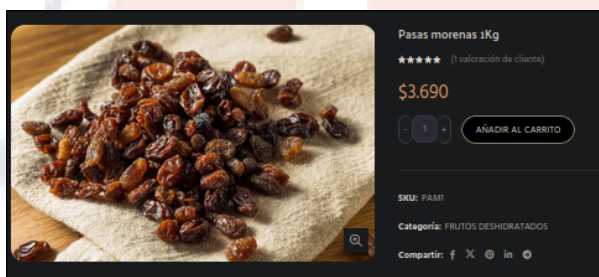 Pasas morenas 1Kg
(1 valoración de cliente)
$3.690
- 1 + AÑADIR AL CARRITO
SKU: PAM1
Categoría: FRUTOS DESHIDRATADOS
Compartir: